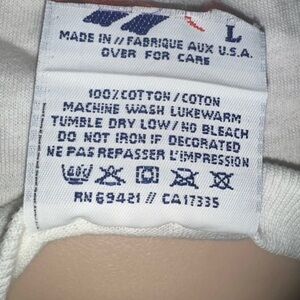 L
MADE IN // FABRIQUE AUX U.S.A.
OVER FOR CARE
100% COTTON / COTON
MACHINE WASH LUKEWARM
TUMBLE DRY LOW / NO BLEACH
DO NOT IRON IF DECORATED
NE PAS REPASSER L'IMPRESSION
RN 69421 // CA17335